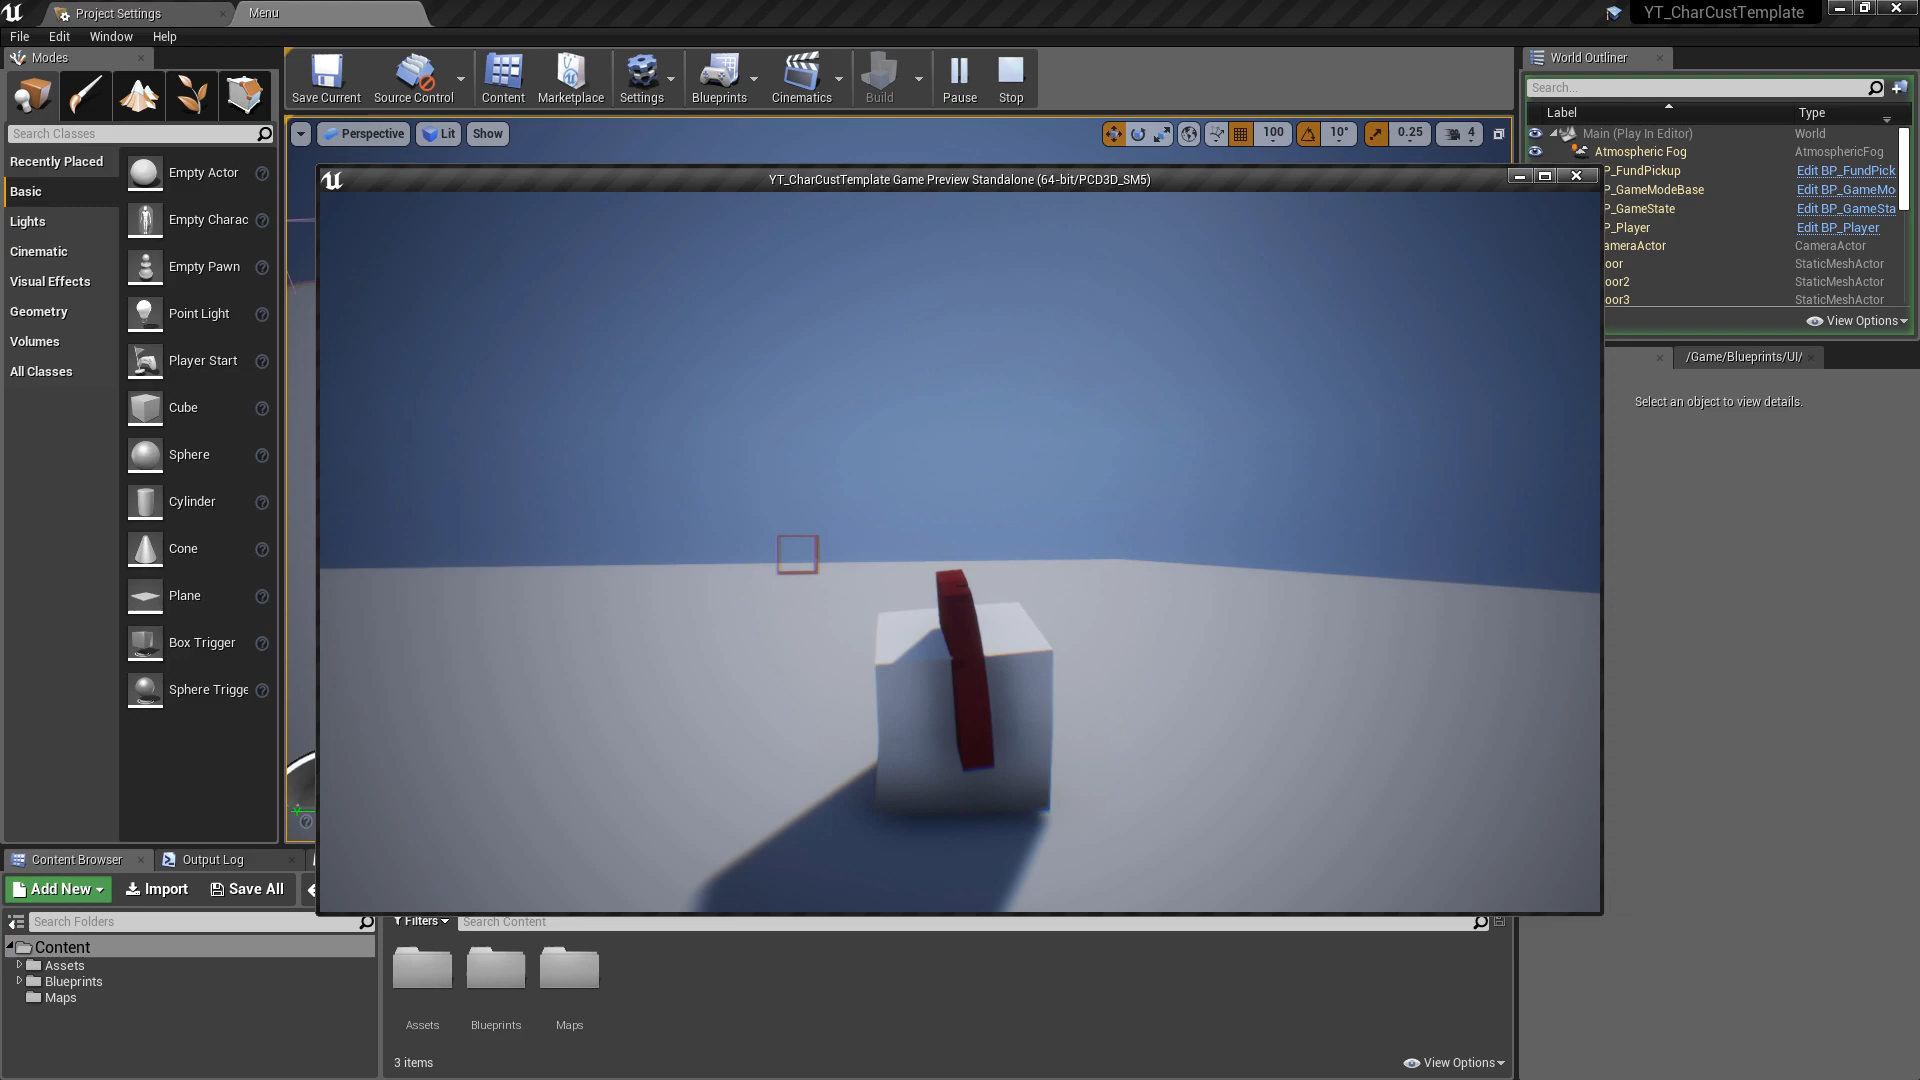 Project Settings
Menu
YT_CharCustTemplate
File Edit Window Help
Modes
Search Classes
Recently Placed
Basic
Lights
Cinematic
Visual Effects
Geometry
Volumes
All Classes
Empty Actor
Empty Charac
Empty Pawn
Point Light
Player Start
Cube
Sphere
Cylinder
Cone
Plane
Box Trigger
Sphere Trigge
Save Current
Source Control
Content
Marketplace
Settings
Blueprints
Cinematics
Build
Pause
Stop
Perspective
Lit
Show
100
10°
0.25
4
YT_CharCustTemplate Game Preview Standalone (64-bit/PCD3D_SM5)
World Outliner
Search...
Label Type
Main (Play In Editor) World
Atmospheric Fog AtmosphericFog
P_FundPickup Edit BP_FundPick
P_GameModeBase Edit BP_GameMo
P_GameState Edit BP_GameSta
P_Player Edit BP_Player
ameraActor CameraActor
oor StaticMeshActor
oor2 StaticMeshActor
oor3 StaticMeshActor
View Options
/Game/Blueprints/UI/
Select an object to view details.
Content Browser
Output Log
Add New
Import
Save All
Search Folders
Content
Assets
Blueprints
Maps
Filters
Search Content
Assets
Blueprints
Maps
3 items
View Options